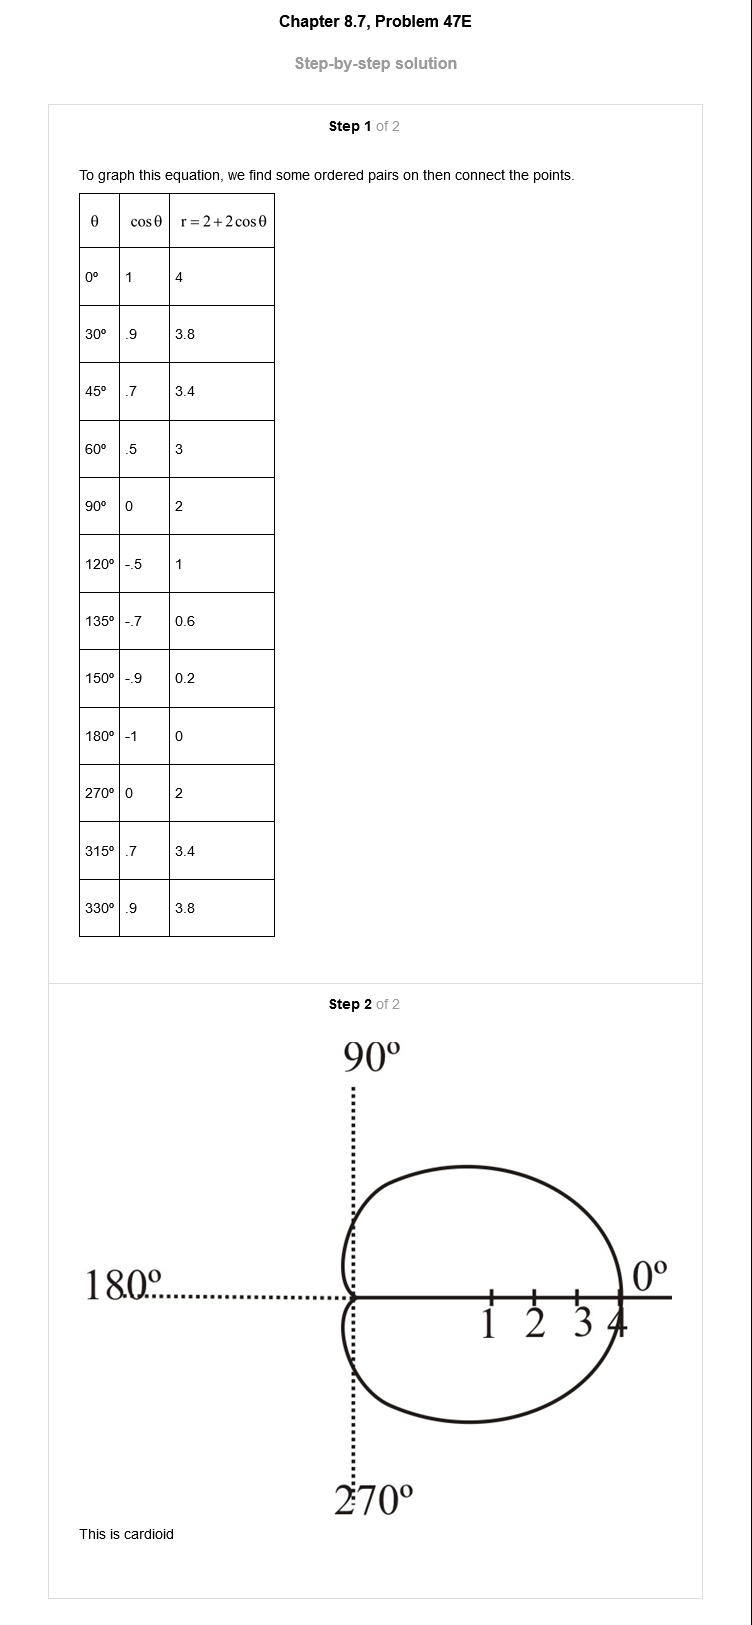 Chapter 8.7, Problem 47E
Step-by-step solution
Step 1 of 2
To graph this equation, we find some ordered pairs on then connect the points.
θ cos θ r = 2 + 2 cos θ
0º 1 4
30º .9 3.8
45º .7 3.4
60º .5 3
90º 0 2
120º -.5 1
135º -.7 0.6
150º -.9 0.2
180º -1 0
270º 0 2
315º .7 3.4
330º .9 3.8
Step 2 of 2
90º
180º
0º
1 2 3 4
270º
This is cardioid